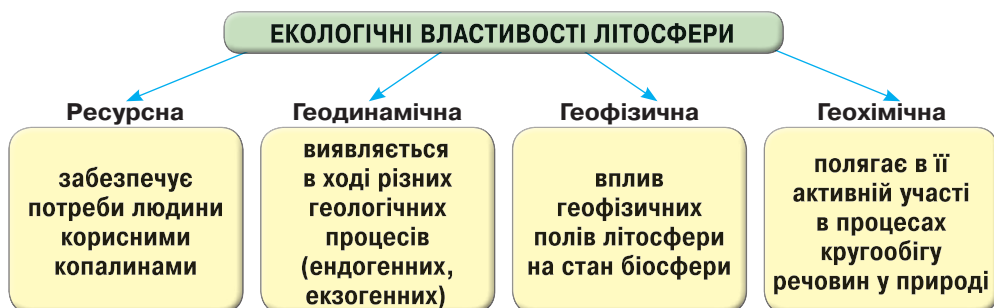 ЕКОЛОГІЧНІ ВЛАСТИВОСТІ ЛІТОСФЕРИ
Ресурсна
забезпечує
потреби людини
корисними
копалинами
Геодинамічна
виявляється
в ході різних
геологічних
процесів
(ендогенних,
екзогенних)
Геофізична
вплив
геофізичних
полів літосфери
на стан біосфери
Геохімічна
полягає в її
активній участі
в процесах
кругообігу
речовин у природі